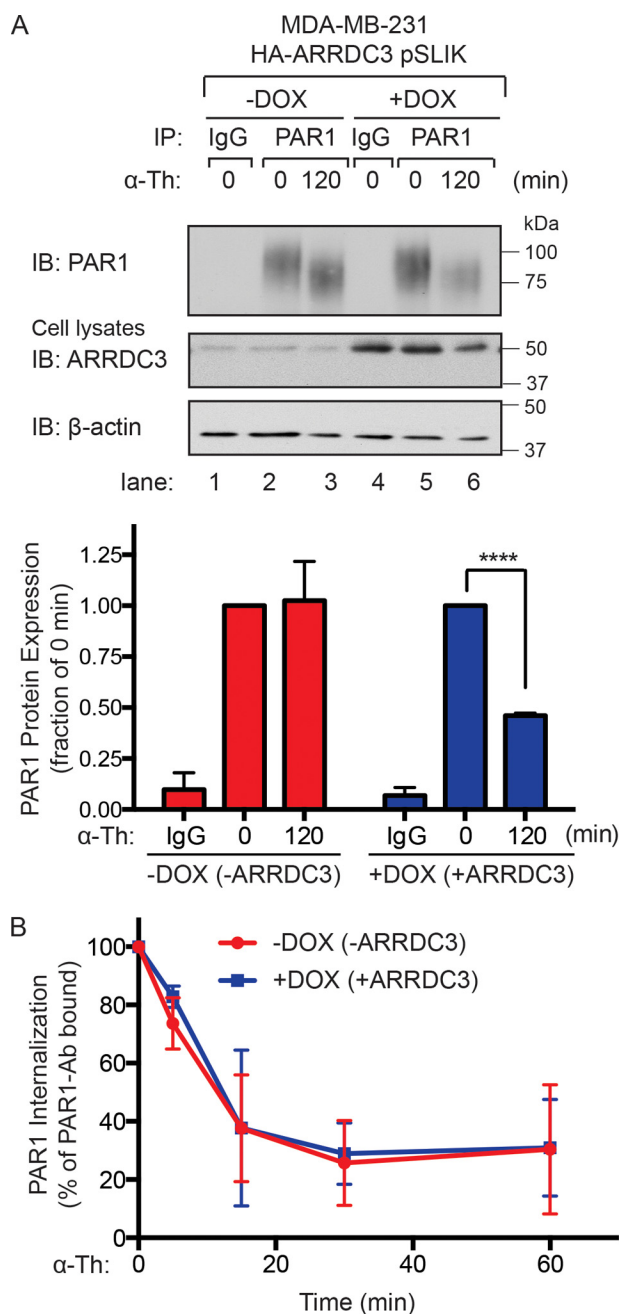 A
MDA-MB-231
HA-ARRDC3 pSLIK
-DOX +DOX
IP: IgG PAR1 IgG PAR1
α-Th: 0 0 120 0 0 120 (min)
kDa
IB: PAR1
100
75
Cell lysates
IB: ARRDC3
50
37
IB: β-actin
50
37
lane: 1 2 3 4 5 6
PAR1 Protein Expression
(fraction of 0 min)
1.25
1.00
0.75
0.50
0.25
0.00
****
α-Th: IgG 0 120 IgG 0 120 (min)
-DOX (-ARRDC3) +DOX (+ARRDC3)
B
PAR1 Internalization
(% of PAR1-Ab bound)
100
80
60
40
20
0
-DOX (-ARRDC3)
+DOX (+ARRDC3)
α-Th: 0 20 40 60
Time (min)